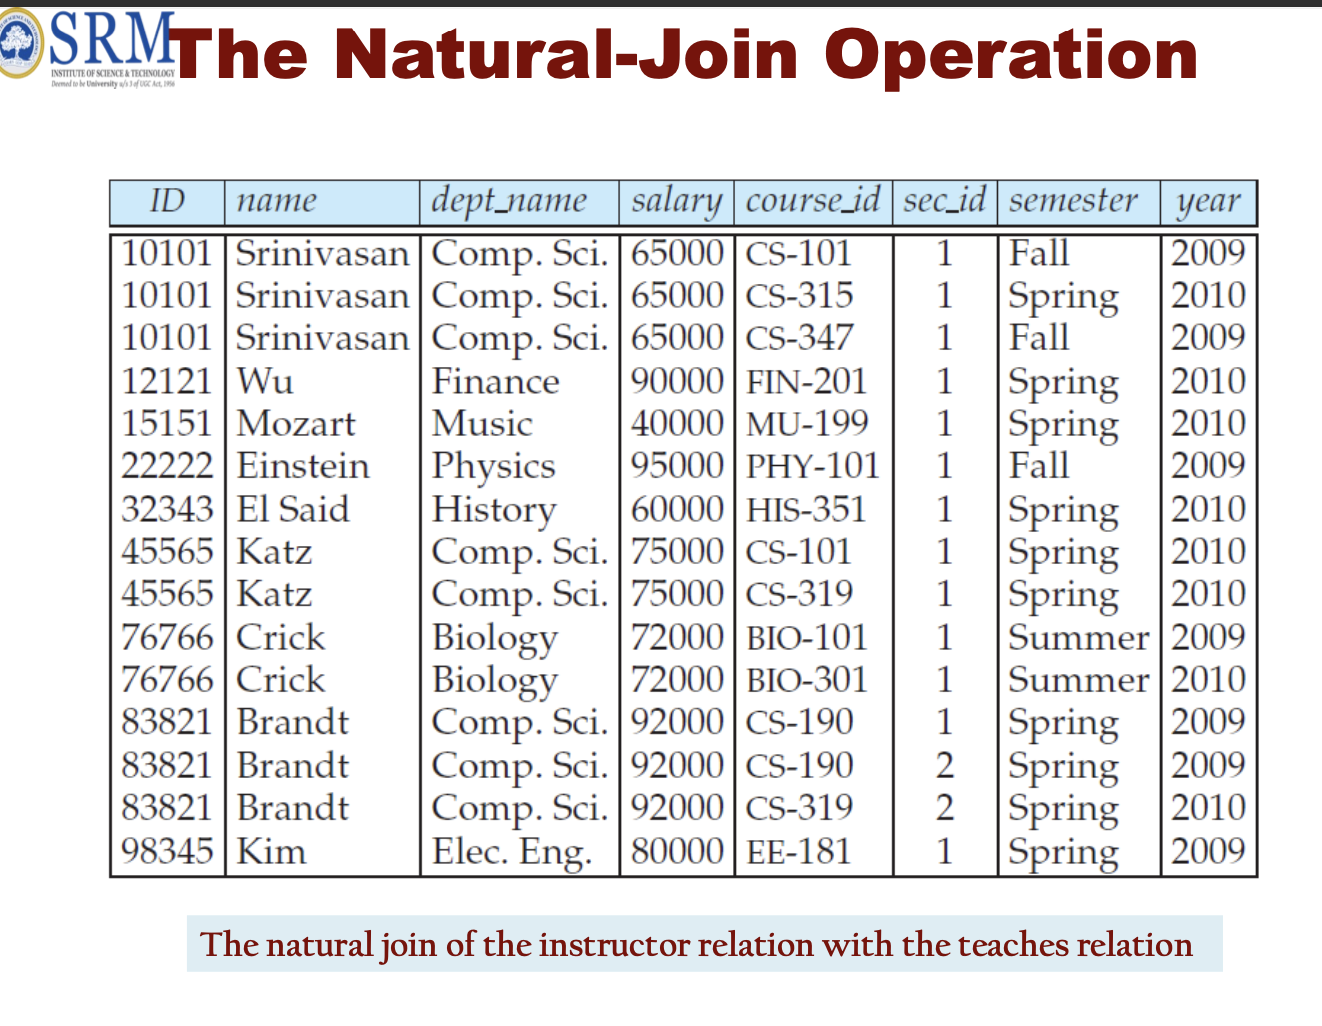 SRM
INSTITUTE OF SCIENCE & TECHNOLOGY
Deemed to be University u/s 3 of UGC Act, 1956
The Natural-Join Operation
ID name dept_name salary course_id sec_id semester year
10101 Srinivasan Comp. Sci. 65000 CS-101 1 Fall 2009
10101 Srinivasan Comp. Sci. 65000 CS-315 1 Spring 2010
10101 Srinivasan Comp. Sci. 65000 CS-347 1 Fall 2009
12121 Wu Finance 90000 FIN-201 1 Spring 2010
15151 Mozart Music 40000 MU-199 1 Spring 2010
22222 Einstein Physics 95000 PHY-101 1 Fall 2009
32343 El Said History 60000 HIS-351 1 Spring 2010
45565 Katz Comp. Sci. 75000 CS-101 1 Spring 2010
45565 Katz Comp. Sci. 75000 CS-319 1 Spring 2010
76766 Crick Biology 72000 BIO-101 1 Summer 2009
76766 Crick Biology 72000 BIO-301 1 Summer 2010
83821 Brandt Comp. Sci. 92000 CS-190 1 Spring 2009
83821 Brandt Comp. Sci. 92000 CS-190 2 Spring 2009
83821 Brandt Comp. Sci. 92000 CS-319 2 Spring 2010
98345 Kim Elec. Eng. 80000 EE-181 1 Spring 2009
The natural join of the instructor relation with the teaches relation